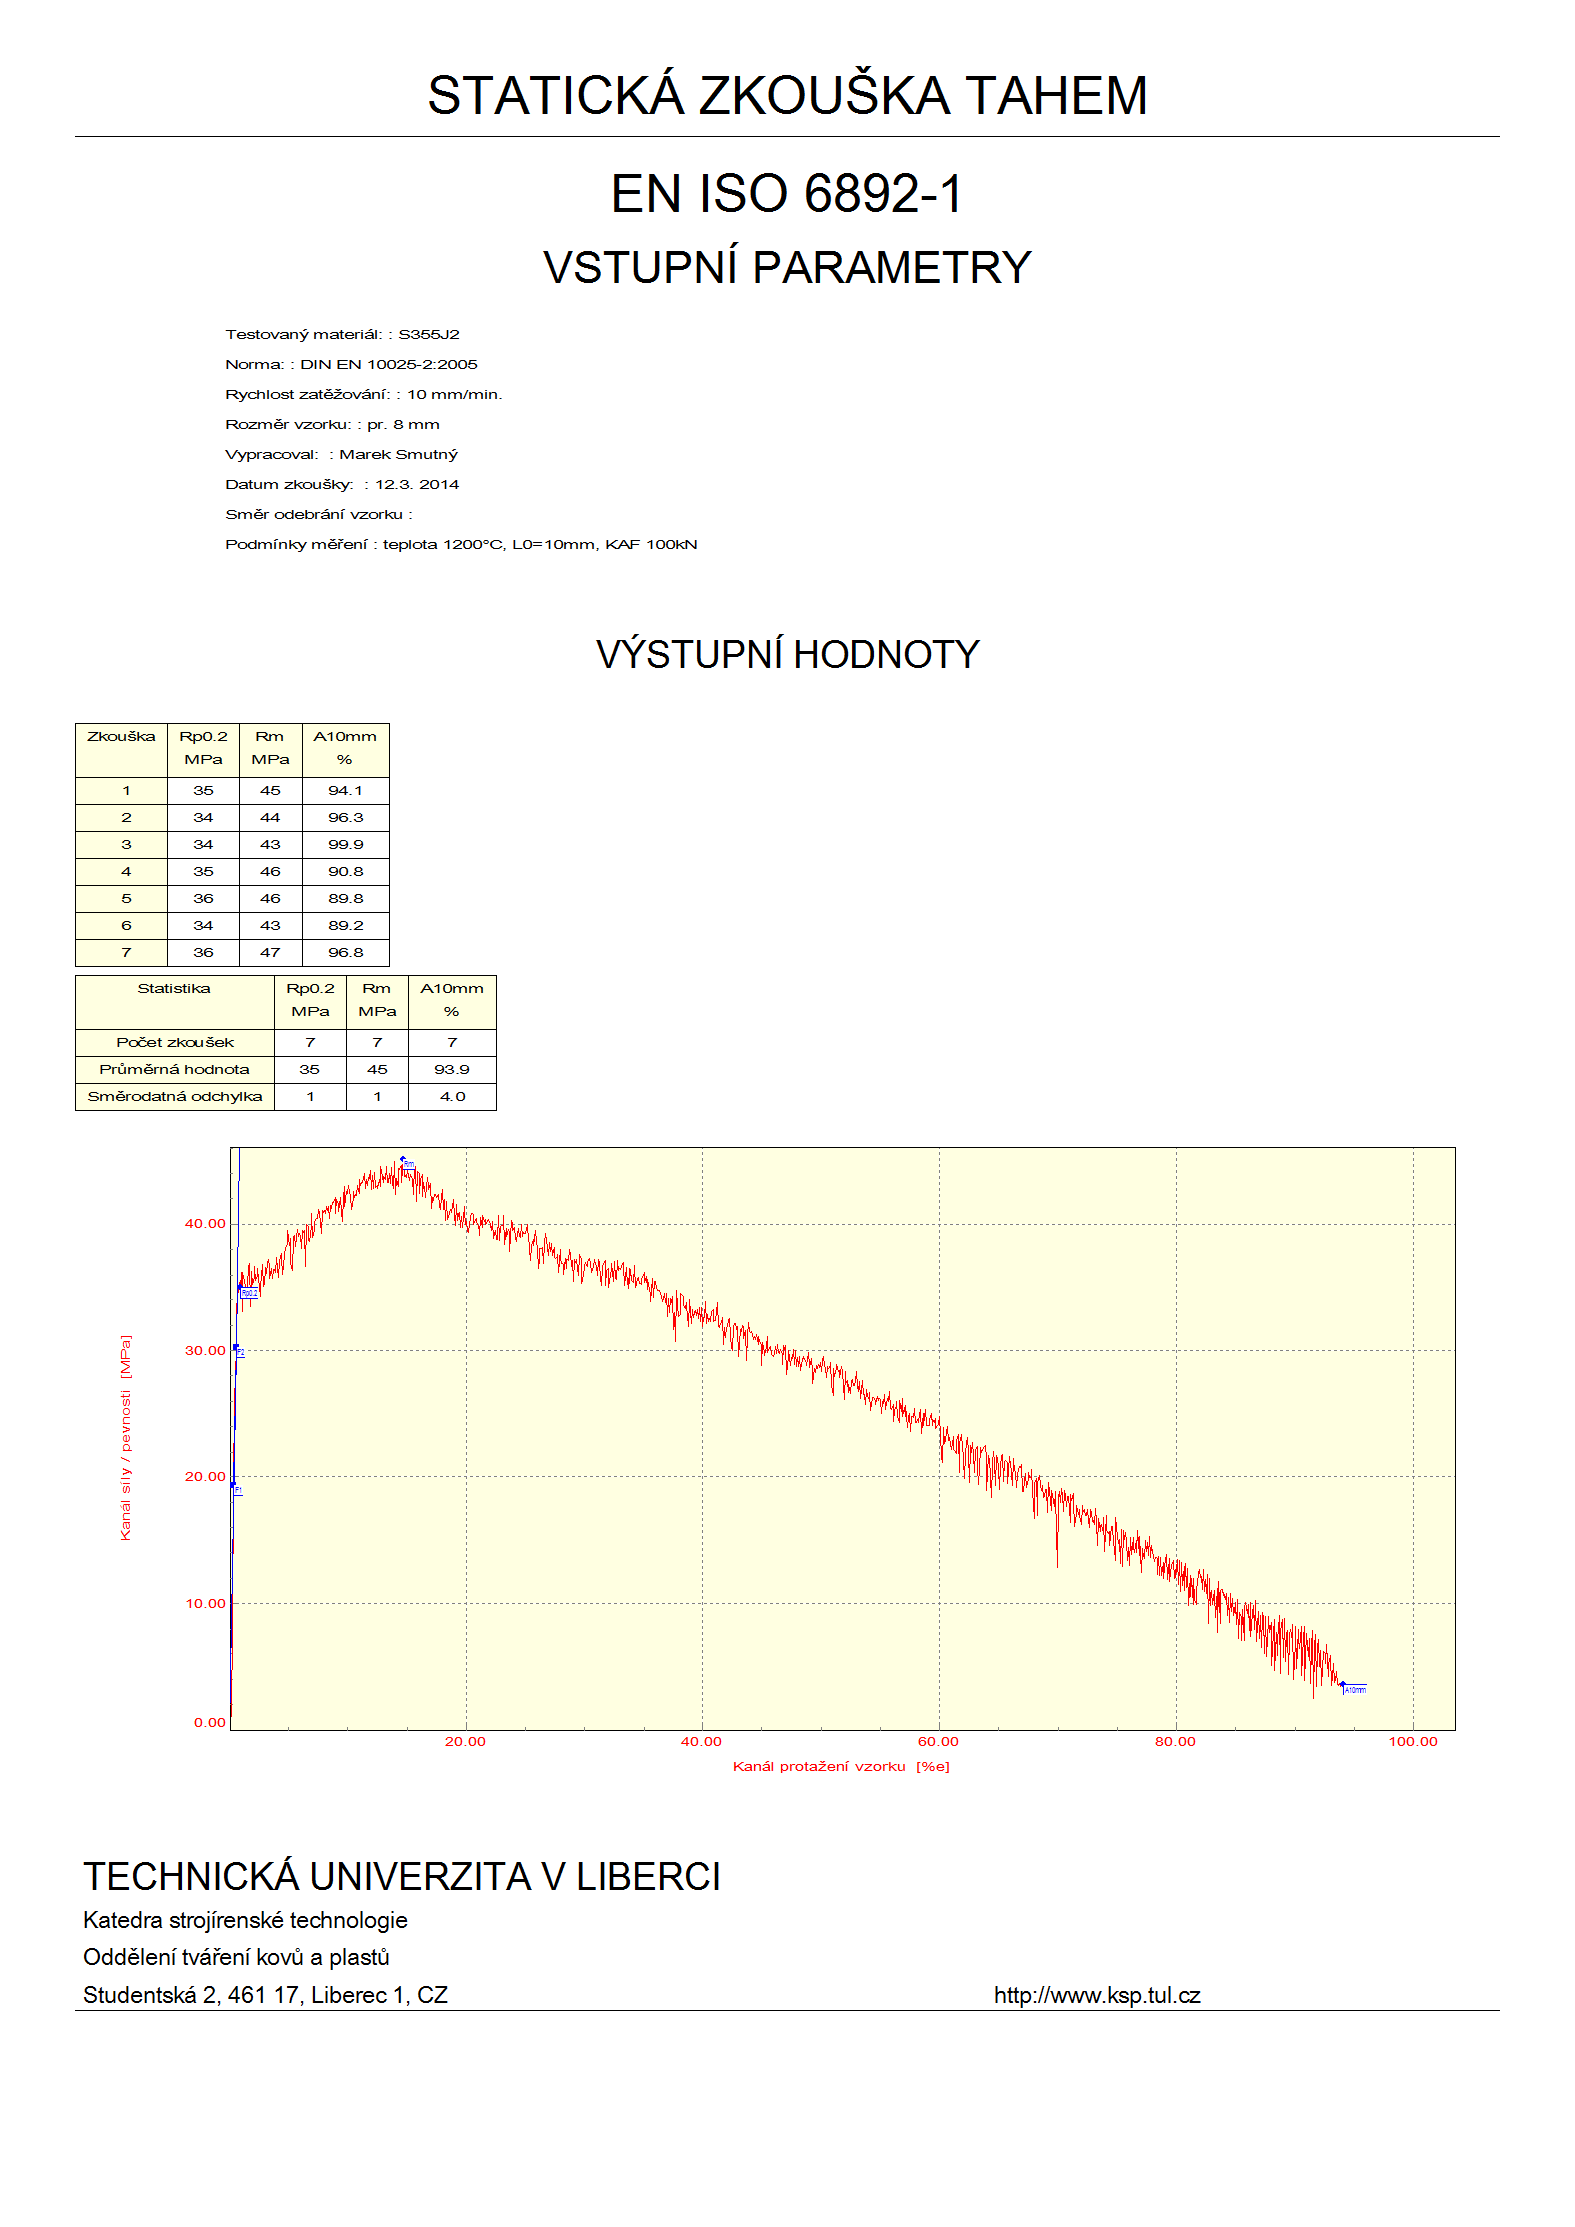 STATICKÁ ZKOUŠKA TAHEM
EN ISO 6892-1
VSTUPNÍ PARAMETRY
Testovaný materiál: : S355J2
Norma: : DIN EN 10025-2:2005
Rychlost zatěžování: : 10 mm/min.
Rozměr vzorku: : pr. 8 mm
Vypracoval:  : Marek Smutný
Datum zkoušky:  : 12.3. 2014
Směr odebrání vzorku :
Podmínky měření : teplota 1200°C, L0=10mm, KAF 100kN
VÝSTUPNÍ HODNOTY
Zkouška Rp0.2 Rm A10mm
MPa MPa %
1 35 45 94.1
2 34 44 96.3
3 34 43 99.9
4 35 46 90.8
5 36 46 89.8
6 34 43 89.2
7 36 47 96.8
Statistika Rp0.2 Rm A10mm
MPa MPa %
Počet zkoušek 7 7 7
Průměrná hodnota 35 45 93.9
Směrodatná odchylka 1 1 4.0
Rm
40.00
Rp0.2
30.00
F2
Kanál síly / pevnosti [MPa]
20.00
F1
10.00
A10mm
0.00
20.00 40.00 60.00 80.00 100.00
Kanál protažení vzorku [%e]
TECHNICKÁ UNIVERZITA V LIBERCI
Katedra strojírenské technologie
Oddělení tváření kovů a plastů
Studentská 2, 461 17, Liberec 1, CZ http://www.ksp.tul.cz